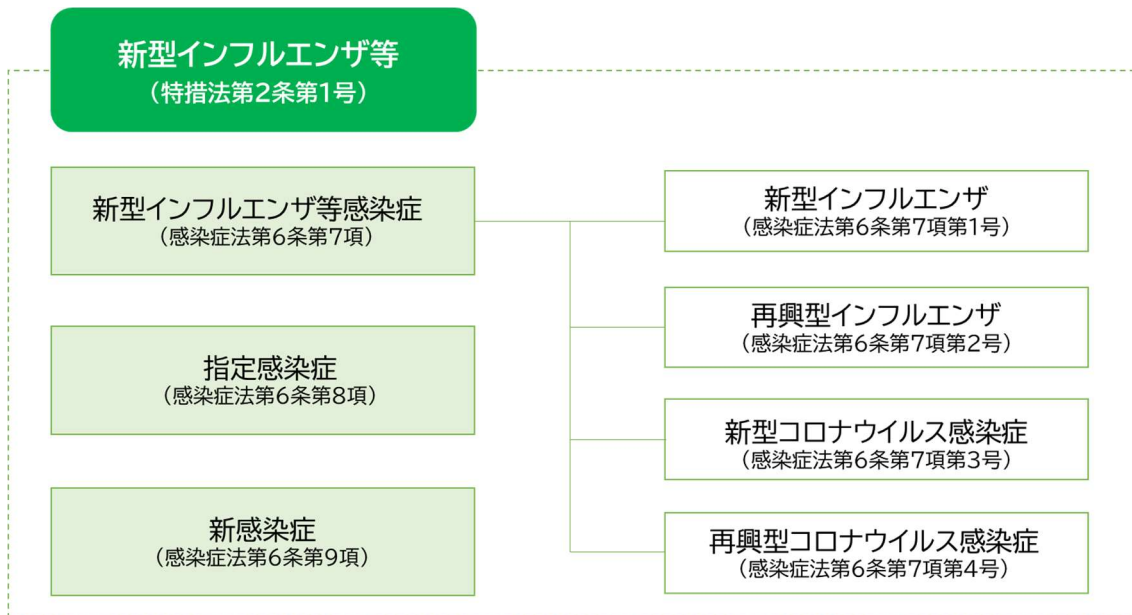 新型インフルエンザ等
(特措法第2条第1号)
新型インフルエンザ等感染症
(感染症法第6条第7項)
指定感染症
(感染症法第6条第8項)
新感染症
(感染症法第6条第9項)
新型インフルエンザ
(感染症法第6条第7項第1号)
再興型インフルエンザ
(感染症法第6条第7項第2号)
新型コロナウイルス感染症
(感染症法第6条第7項第3号)
再興型コロナウイルス感染症
(感染症法第6条第7項第4号)